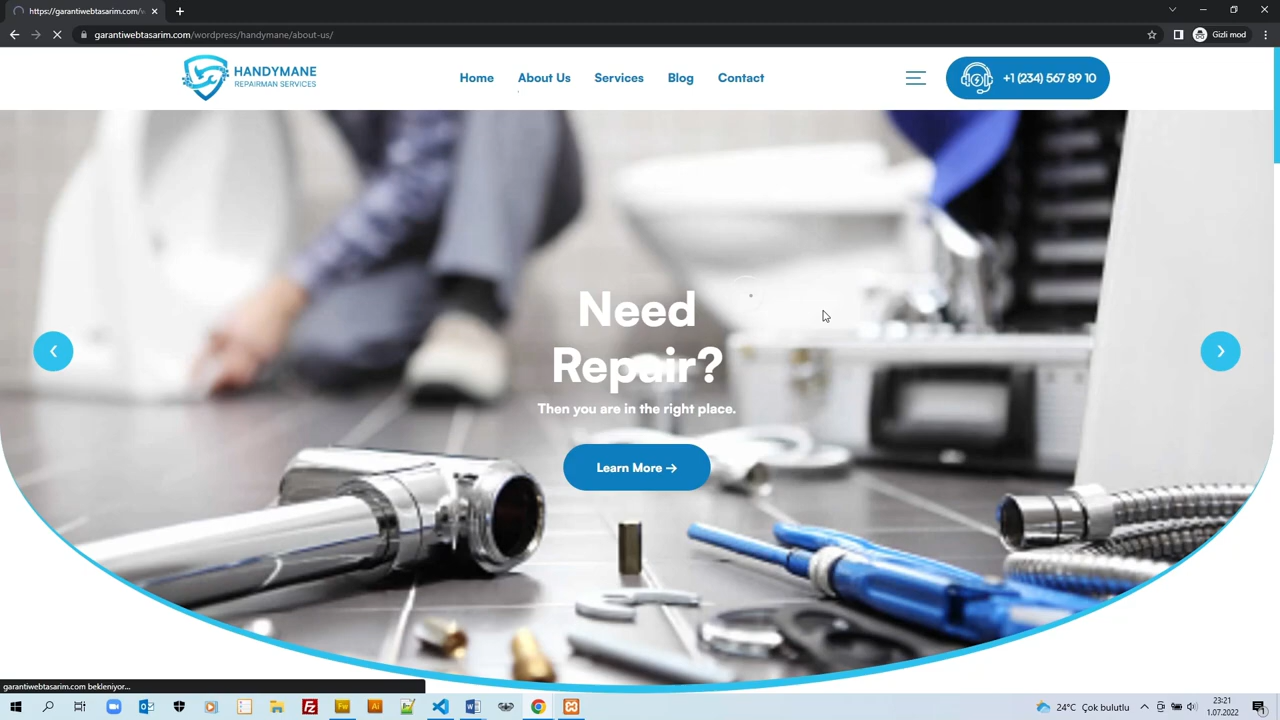 https://garantiwebtasarim.com/w
garantiwebtasarim.com/wordpress/handymane/about-us/
Gizli mod
HANDYMANE
REPAIRMAN SERVICES
Home
About Us
Services
Blog
Contact
+1 (234) 567 89 10
Need
Repair?
Then you are in the right place.
Learn More →
garantiwebtasarim.com bekleniyor...
Fw
Ai
24°C Çok bulutlu
23:21
1.07.2022